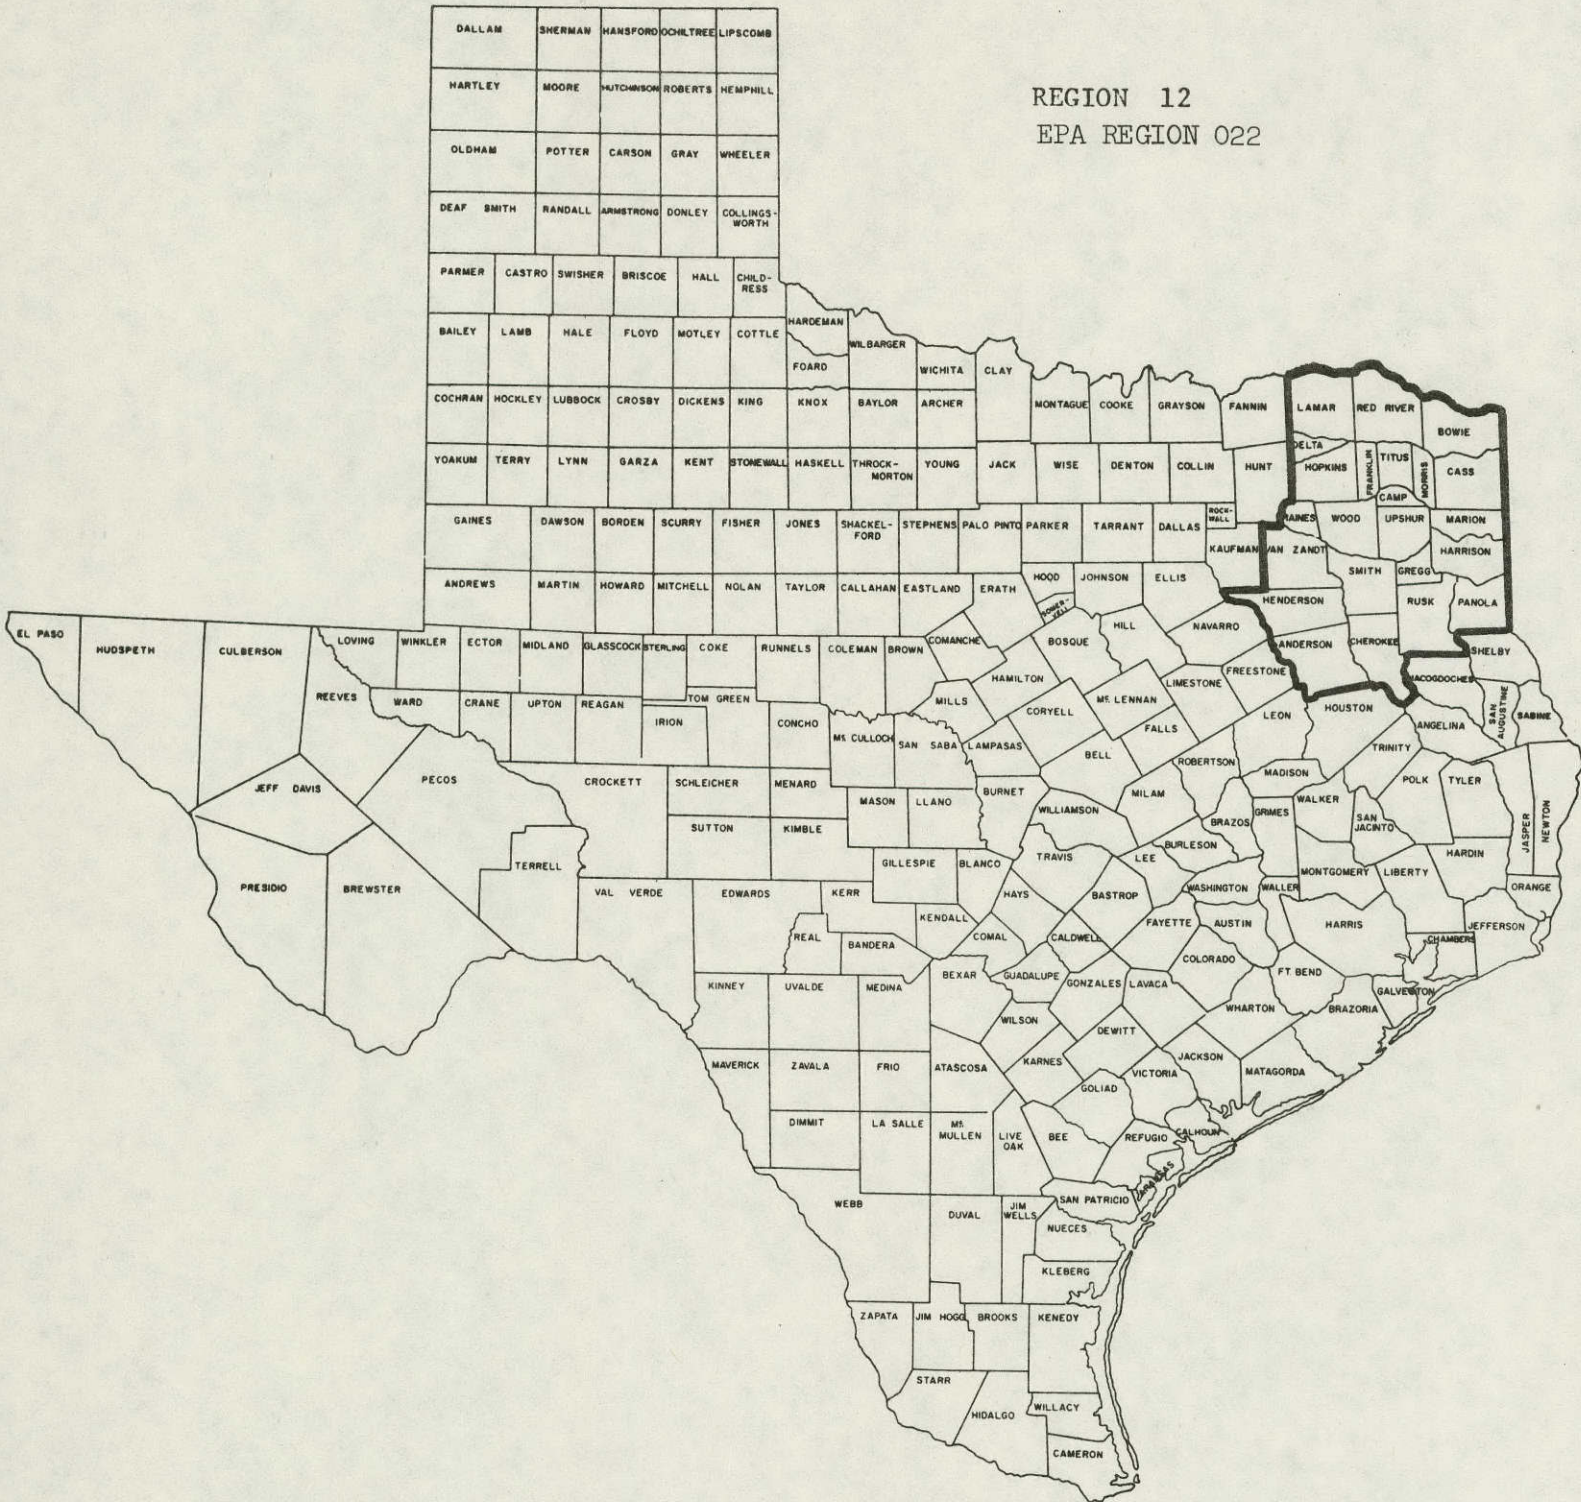 REGION 12
EPA REGION 022
DALLAM SHERMAN HANSFORD OCHILTREE LIPSCOMB
HARTLEY MOORE HUTCHINSON ROBERTS HEMPHILL
OLDHAM POTTER CARSON GRAY WHEELER
DEAF SMITH RANDALL ARMSTRONG DONLEY COLLINGS-
WORTH
PARMER CASTRO SWISHER BRISCOE HALL CHILD-
RESS
HARDEMAN
BAILEY LAMB HALE FLOYD MOTLEY COTTLE
WILBARGER
FOARD WICHITA CLAY
COCHRAN HOCKLEY LUBBOCK CROSBY DICKENS KING KNOX BAYLOR ARCHER MONTAGUE COOKE GRAYSON FANNIN LAMAR RED RIVER
BOWIE
DELTA
YOAKUM TERRY LYNN GARZA KENT STONEWALL HASKELL THROCK-
MORTON YOUNG JACK WISE DENTON COLLIN HUNT HOPKINS FRANKLIN TITUS MORRIS CASS
CAMP
GAINES DAWSON BORDEN SCURRY FISHER JONES SHACKEL-
FORD STEPHENS PALO PINTO PARKER TARRANT DALLAS ROCK-
WALL RAINES WOOD UPSHUR MARION
KAUFMAN VAN ZANDT HARRISON
SMITH GREGG
ANDREWS MARTIN HOWARD MITCHELL NOLAN TAYLOR CALLAHAN EASTLAND ERATH HOOD JOHNSON ELLIS
SOMER-
VELL HENDERSON RUSK PANOLA
EL PASO HUDSPETH CULBERSON LOVING WINKLER ECTOR MIDLAND GLASSCOCK STERLING COKE RUNNELS COLEMAN BROWN COMANCHE BOSQUE HILL NAVARRO ANDERSON CHEROKEE SHELBY
REEVES WARD CRANE UPTON REAGAN TOM GREEN MILLS HAMILTON LIMESTONE FREESTONE NACOGDOCHES
IRION CONCHO CORYELL Mc LENNAN LEON HOUSTON SAN
AUGUSTINE SABINE
ANGELINA
Mc CULLOCH SAN SABA LAMPASAS FALLS
BELL ROBERTSON TRINITY
JEFF DAVIS PECOS CROCKETT SCHLEICHER MENARD BURNET MILAM MADISON POLK TYLER
MASON LLANO WILLIAMSON GRIMES WALKER
SUTTON KIMBLE BRAZOS SAN
JACINTO JASPER NEWTON
BURLESON HARDIN
TERRELL GILLESPIE BLANCO TRAVIS LEE MONTGOMERY LIBERTY
PRESIDIO BREWSTER VAL VERDE EDWARDS KERR HAYS BASTROP WASHINGTON WALLER ORANGE
KENDALL FAYETTE AUSTIN HARRIS JEFFERSON
REAL BANDERA COMAL CALDWELL CHAMBERS
COLORADO
KINNEY UVALDE MEDINA BEXAR GUADALUPE GONZALES LAVACA FT. BEND GALVESTON
WILSON WHARTON BRAZORIA
DEWITT
MAVERICK ZAVALA FRIO ATASCOSA KARNES VICTORIA JACKSON MATAGORDA
GOLIAD
DIMMIT LA SALLE Mc
MULLEN LIVE
OAK BEE REFUGIO CALHOUN
ARANSAS
WEBB DUVAL JIM
WELLS SAN PATRICIO
NUECES
KLEBERG
ZAPATA JIM HOGG BROOKS KENEDY
STARR
HIDALGO WILLACY
CAMERON